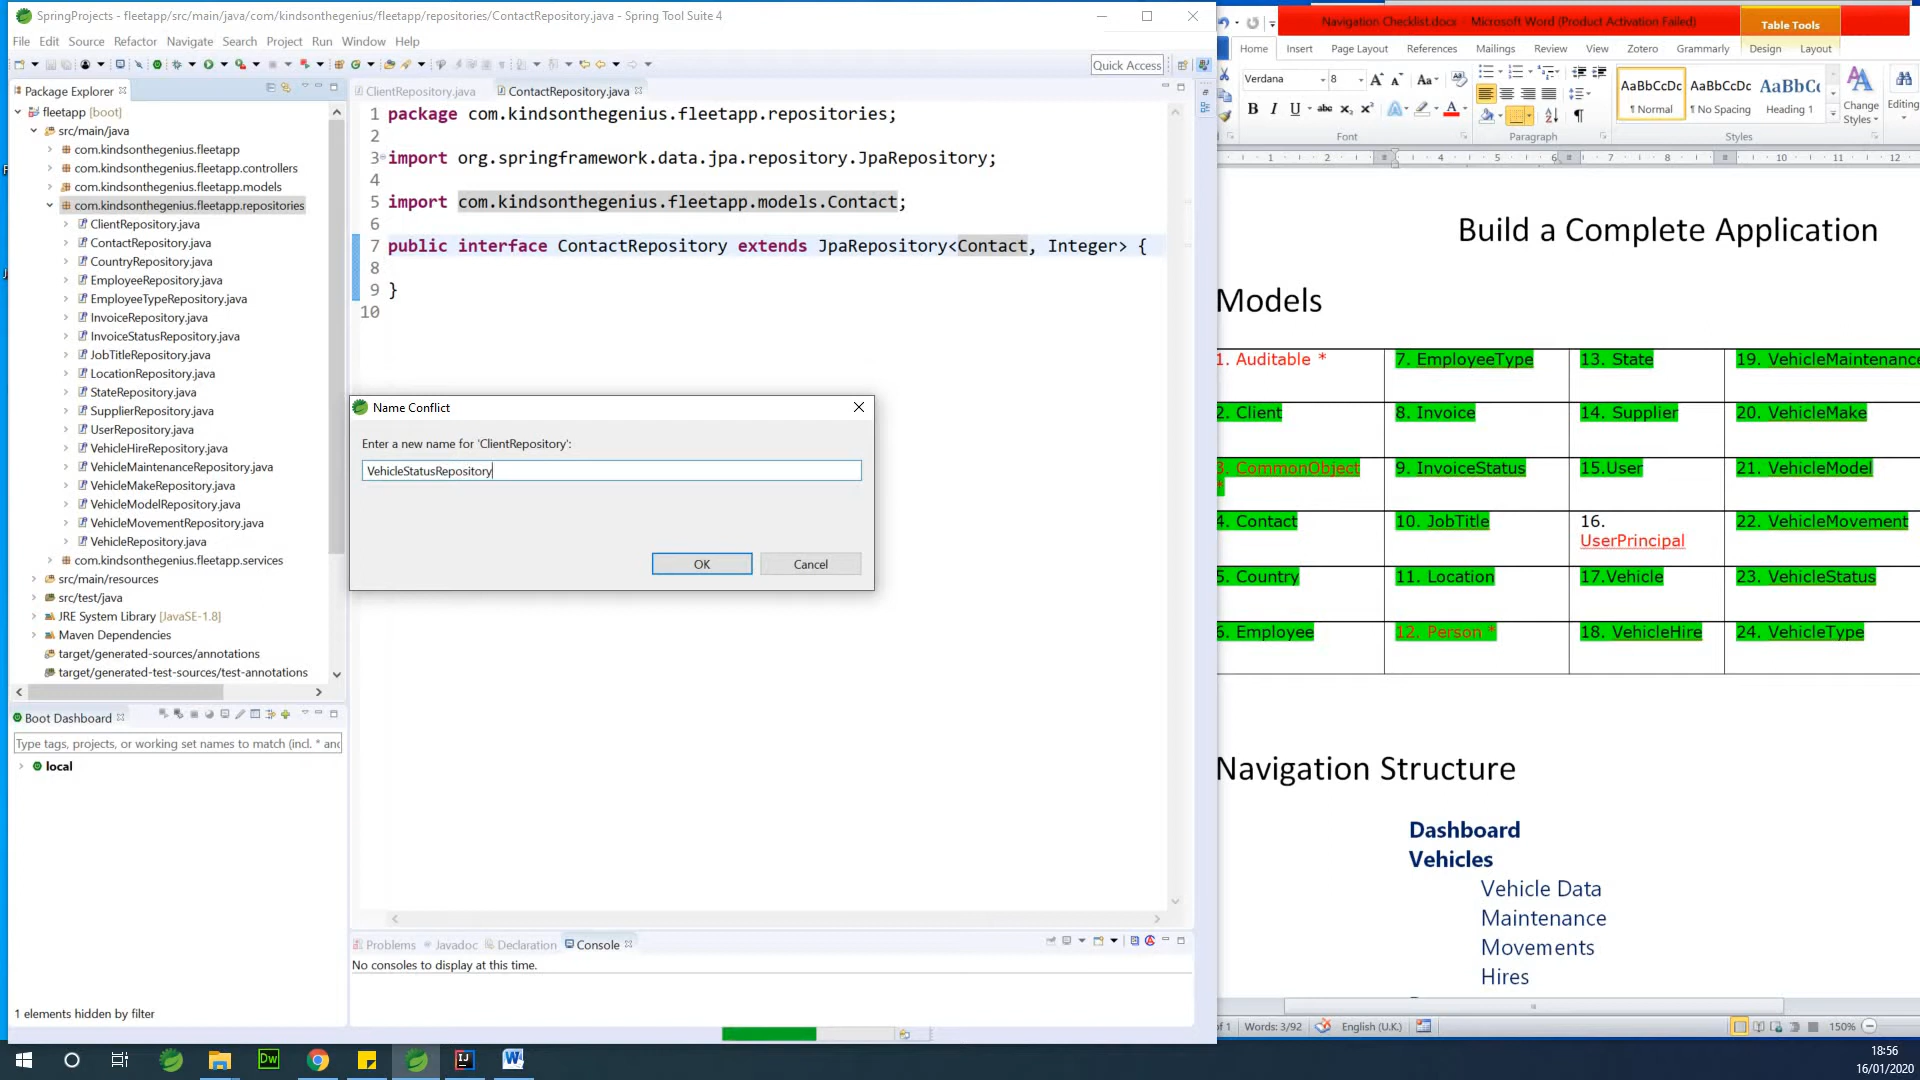 SpringProjects - fleetapp/src/main/java/com/kindsonthegenius/fleetapp/repositories/ContactRepository.java - Spring Tool Suite 4
File Edit Source Refactor Navigate Search Project Run Window Help
Quick Access
Package Explorer
fleetapp [boot]
src/main/java
com.kindsonthegenius.fleetapp
com.kindsonthegenius.fleetapp.controllers
com.kindsonthegenius.fleetapp.models
com.kindsonthegenius.fleetapp.repositories
ClientRepository.java
ContactRepository.java
CountryRepository.java
EmployeeRepository.java
EmployeeTypeRepository.java
InvoiceRepository.java
InvoiceStatusRepository.java
JobTitleRepository.java
LocationRepository.java
StateRepository.java
SupplierRepository.java
UserRepository.java
VehicleHireRepository.java
VehicleMaintenanceRepository.java
VehicleMakeRepository.java
VehicleModelRepository.java
VehicleMovementRepository.java
VehicleRepository.java
com.kindsonthegenius.fleetapp.services
src/main/resources
src/test/java
JRE System Library [JavaSE-1.8]
Maven Dependencies
target/generated-sources/annotations
target/generated-test-sources/test-annotations
Boot Dashboard
Type tags, projects, or working set names to match (incl. * and
local
1 elements hidden by filter
ClientRepository.java ContactRepository.java
1 package com.kindsonthegenius.fleetapp.repositories;
2
3 import org.springframework.data.jpa.repository.JpaRepository;
4
5 import com.kindsonthegenius.fleetapp.models.Contact;
6
7 public interface ContactRepository extends JpaRepository<Contact, Integer> {
8
9 }
10
Name Conflict
Enter a new name for 'ClientRepository':
VehicleStatusRepository
OK Cancel
Problems Javadoc Declaration Console
No consoles to display at this time.
Navigation Checklist.docx - Microsoft Word (Product Activation Failed)
Table Tools
Home Insert Page Layout References Mailings Review View Zotero Grammarly Design Layout
Verdana 8
AaBbCcDc AaBbCcDc AaBbCc
¶ Normal ¶ No Spacing Heading 1
Change Styles
Editing
Font Paragraph Styles
1 2 4 5 7 8 10 11 12
Build a Complete Application
Models
1. Auditable * 7. EmployeeType 13. State 19. VehicleMaintenance
2. Client 8. Invoice 14. Supplier 20. VehicleMake
3. CommonObject * 9. InvoiceStatus 15.User 21. VehicleModel
4. Contact 10. JobTitle 16. UserPrincipal 22. VehicleMovement
5. Country 11. Location 17.Vehicle 23. VehicleStatus
6. Employee 12. Person * 18. VehicleHire 24. VehicleType
Navigation Structure
Dashboard
Vehicles
Vehicle Data
Maintenance
Movements
Hires
of 1 Words: 3/92 English (U.K.) 150%
18:56
16/01/2020